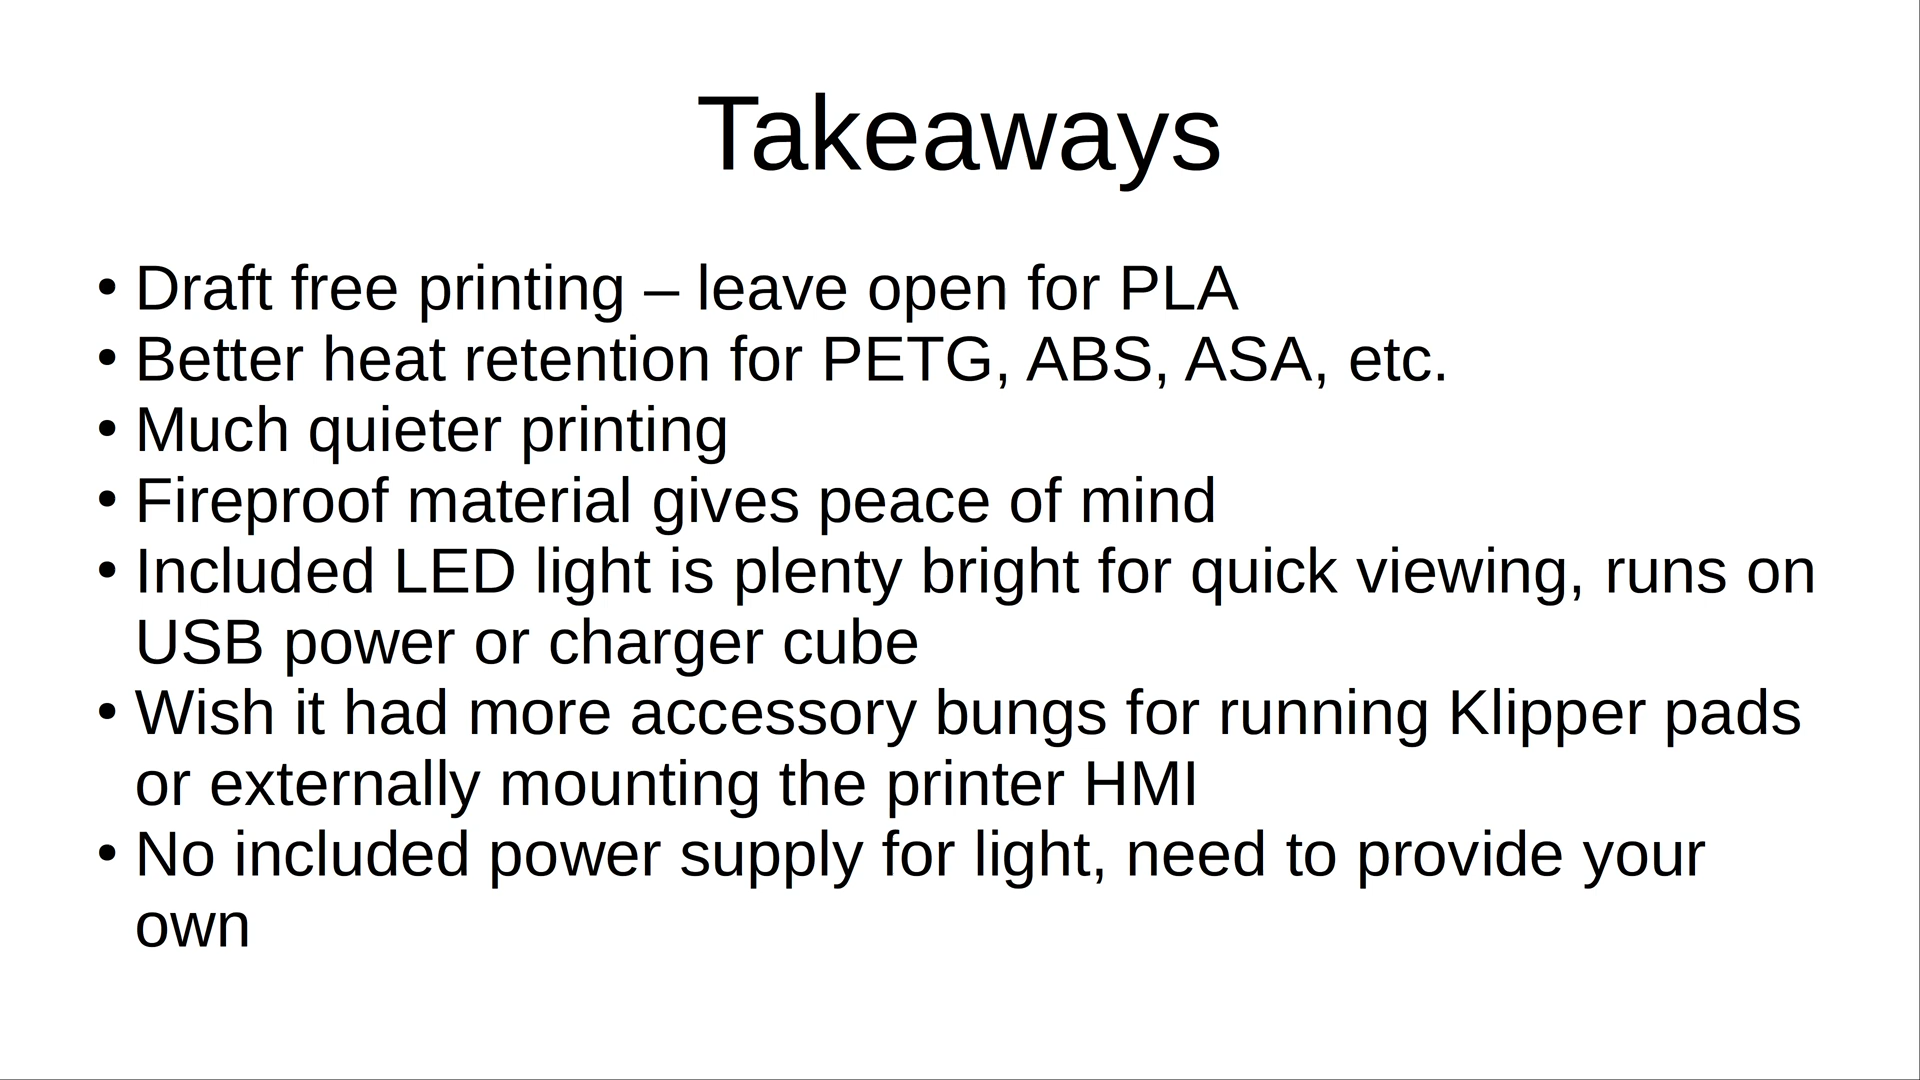 Takeaways
• Draft free printing – leave open for PLA
• Better heat retention for PETG, ABS, ASA, etc.
• Much quieter printing
• Fireproof material gives peace of mind
• Included LED light is plenty bright for quick viewing, runs on
USB power or charger cube
• Wish it had more accessory bungs for running Klipper pads
or externally mounting the printer HMI
• No included power supply for light, need to provide your
own